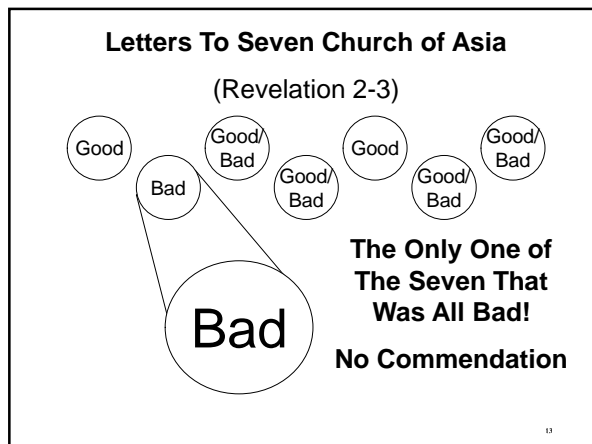 Letters To Seven Church of Asia
(Revelation 2-3)
Good
Bad
Good/
Bad
Good/
Bad
Good
Good/
Bad
Good/
Bad
Bad
The Only One of
The Seven That
Was All Bad!
No Commendation
13